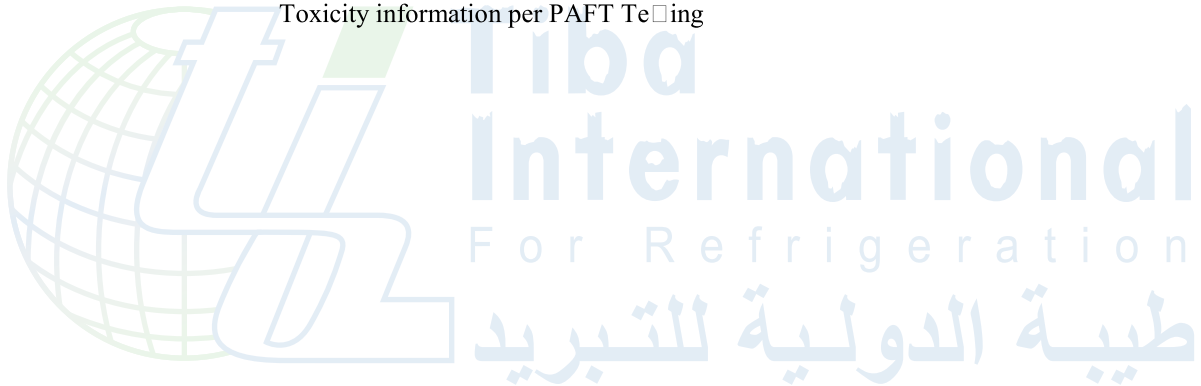 Toxicity information per PAFT Te□ing
Tiba
International
For Refrigeration
طيبة الدولية للتبريد